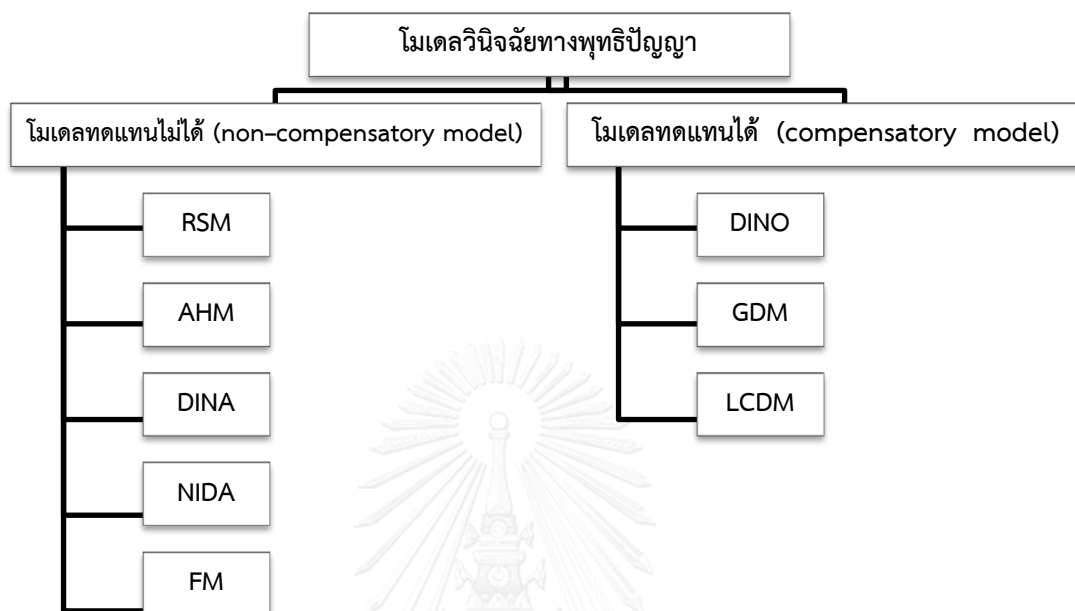 โมเดลวินิจฉัยทางพุทธิปัญญา
โมเดลทดแทนไม่ได้ (non-compensatory model)
RSM
AHM
DINA
NIDA
FM
โมเดลทดแทนได้ (compensatory model)
DINO
GDM
LCDM